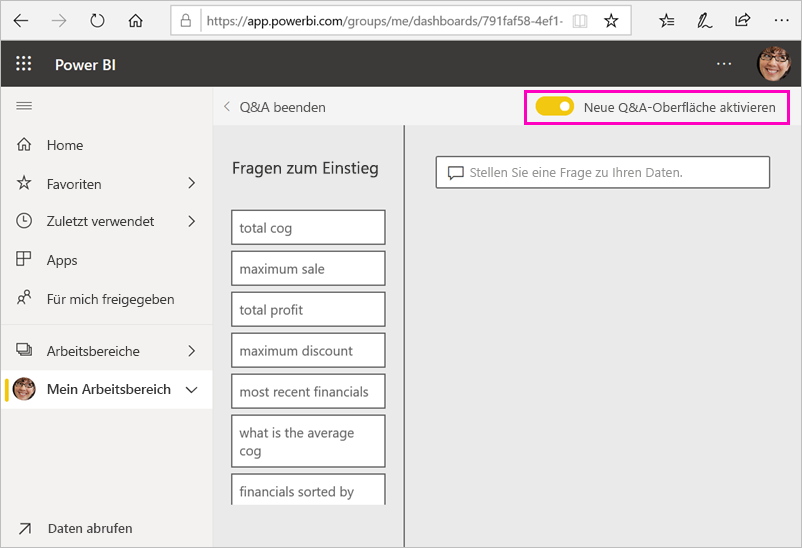 https://app.powerbi.com/groups/me/dashboards/791faf58-4ef1-
Power BI
Q&A beenden
Neue Q&A-Oberfläche aktivieren
Home
Favoriten
Zuletzt verwendet
Apps
Für mich freigegeben
Arbeitsbereiche
Mein Arbeitsbereich
Daten abrufen
Fragen zum Einstieg
total cog
maximum sale
total profit
maximum discount
most recent financials
what is the average
cog
financials sorted by
Stellen Sie eine Frage zu Ihren Daten.